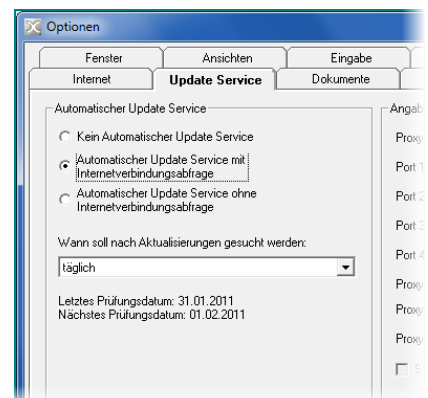 Optionen
Fenster Ansichten Eingabe
Internet Update Service Dokumente
Automatischer Update Service
Kein Automatischer Update Service
Automatischer Update Service mit
Internetverbindungsabfrage
Automatischer Update Service ohne
Internetverbindungsabfrage
Wann soll nach Aktualisierungen gesucht werden:
täglich
Letztes Prüfungsdatum: 31.01.2011
Nächstes Prüfungsdatum: 01.02.2011
Angab
Proxy
Port 1
Port 2
Port 3
Port 4
Proxy
Proxy
Proxy
S